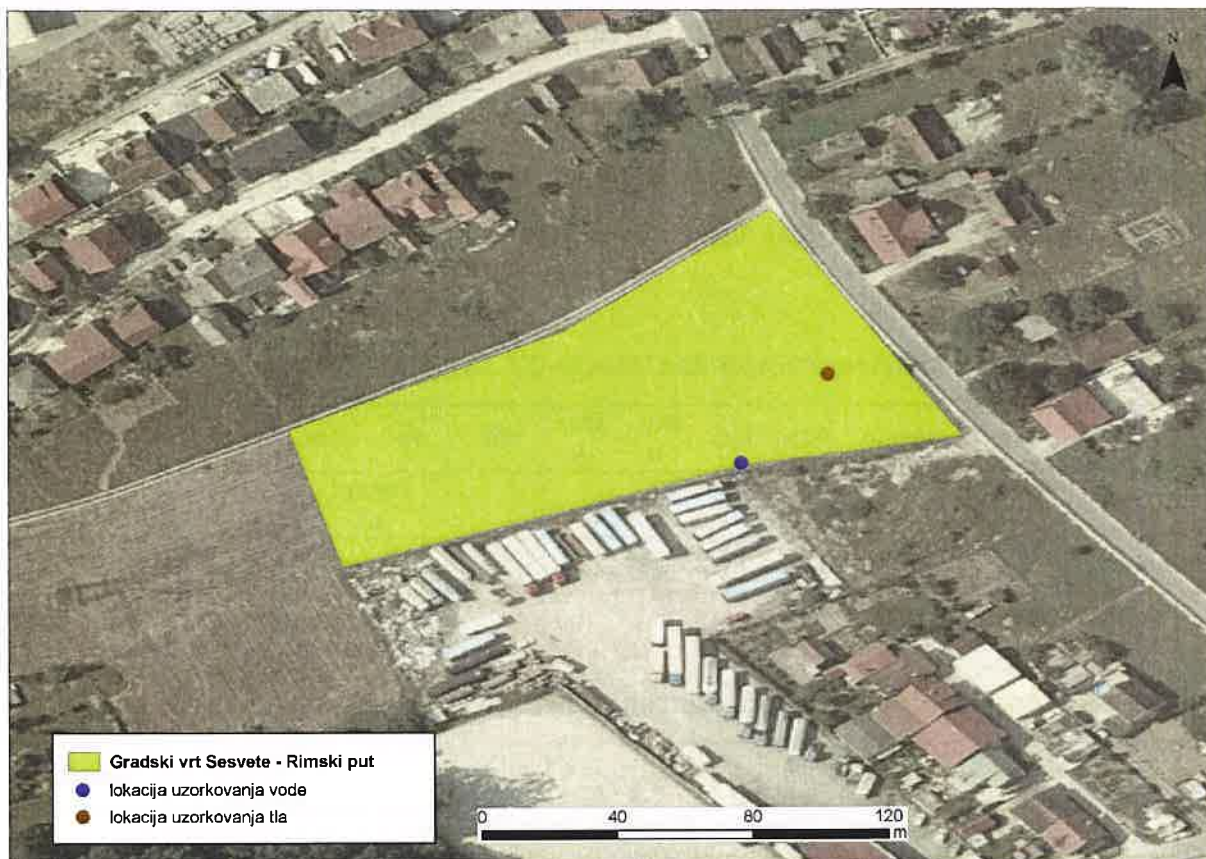 N
Gradski vrt Sesvete - Rimski put
lokacija uzorkovanja vode
lokacija uzorkovanja tla
0 40 80 120
m